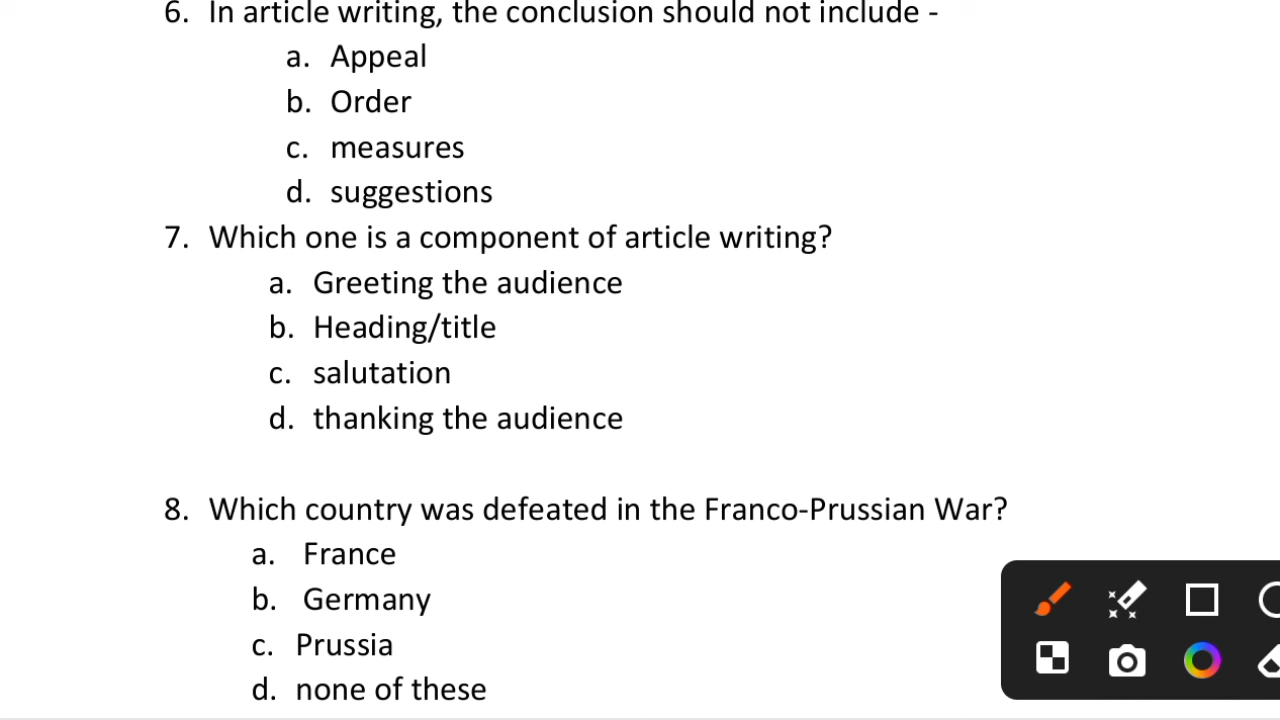 6. In article writing, the conclusion should not include -
a. Appeal
b. Order
c. measures
d. suggestions
7. Which one is a component of article writing?
a. Greeting the audience
b. Heading/title
c. salutation
d. thanking the audience
8. Which country was defeated in the Franco-Prussian War?
a. France
b. Germany
c. Prussia
d. none of these